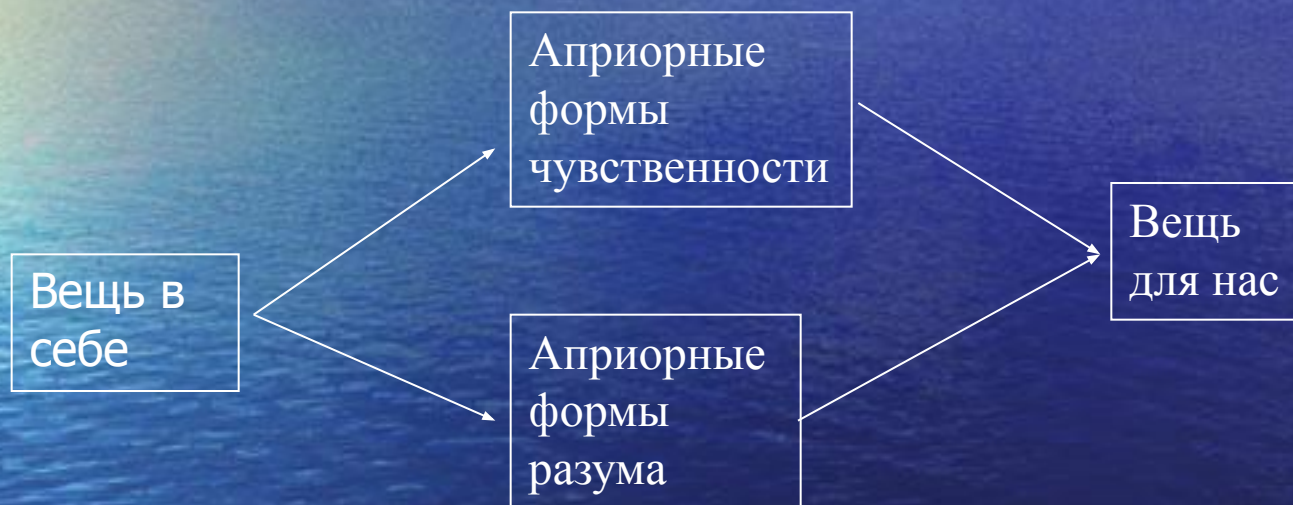 Априорные
формы
чувственности
Вещь в
себе
Вещь
для нас
Априорные
формы
разума